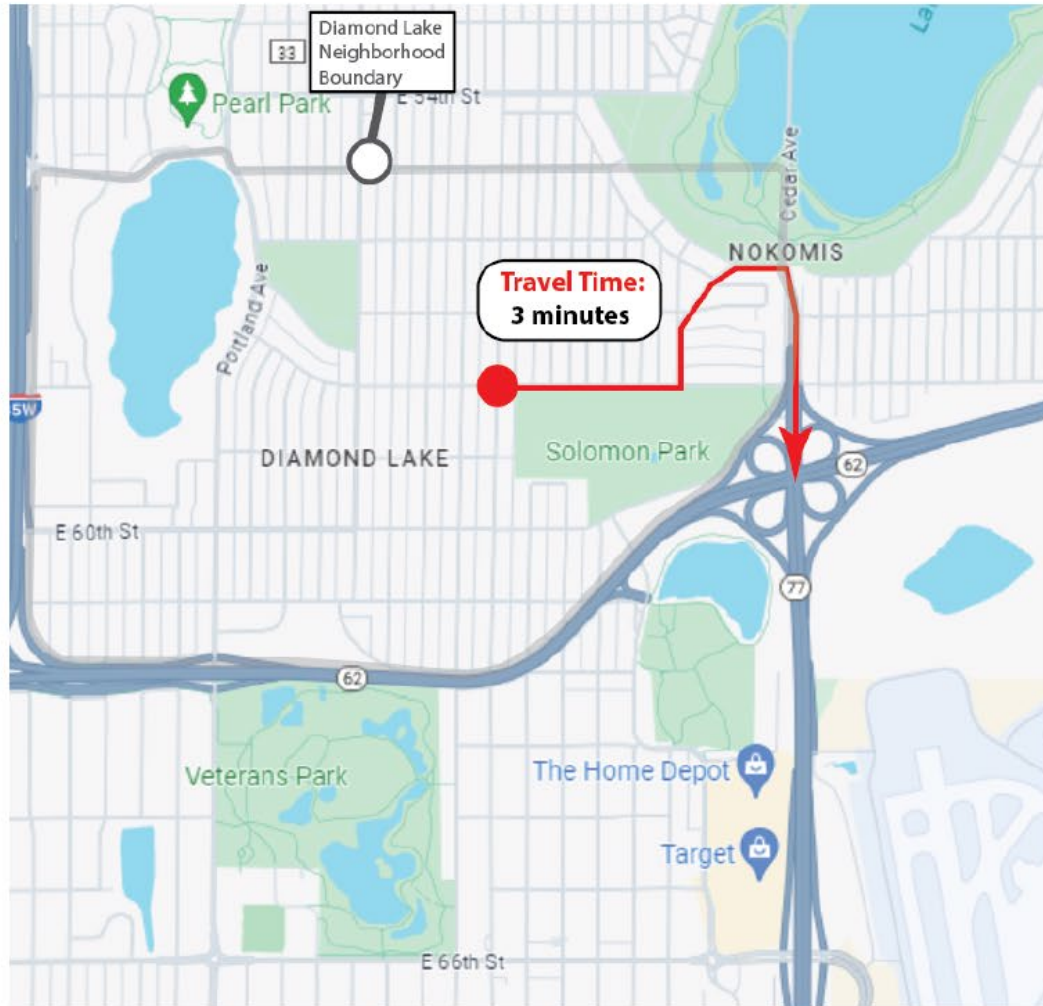 Diamond Lake
Neighborhood
Boundary
33
E 54th St
Pearl Park
Cedar Ave
NOKOMIS
Travel Time:
3 minutes
Portland Ave
35W
DIAMOND LAKE
Solomon Park
62
E 60th St
77
62
Veterans Park
The Home Depot
Target
E 66th St